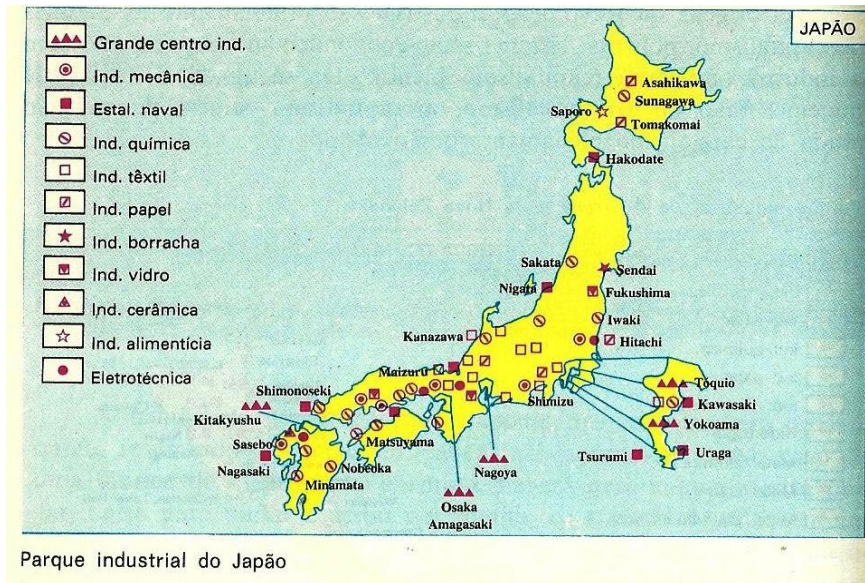 JAPÃO
Grande centro ind.
Ind. mecânica
Estal. naval
Ind. química
Ind. têxtil
Ind. papel
Ind. borracha
Ind. vidro
Ind. cerâmica
Ind. alimentícia
Eletrotécnica
Asahikawa
Sunagawa
Saporo
Tomakomai
Hakodate
Sakata
Sendai
Nigata
Fukushima
Iwaki
Kanazawa
Hitachi
Maizuru
Shimonoseki
Shimizu
Tóquio
Kitakyushu
Kawasaki
Yokoama
Sasebo
Matsuyama
Nagasaki
Nobeoka
Nagoya
Tsurumi
Uraga
Minamata
Osaka
Amagasaki
Parque industrial do Japão